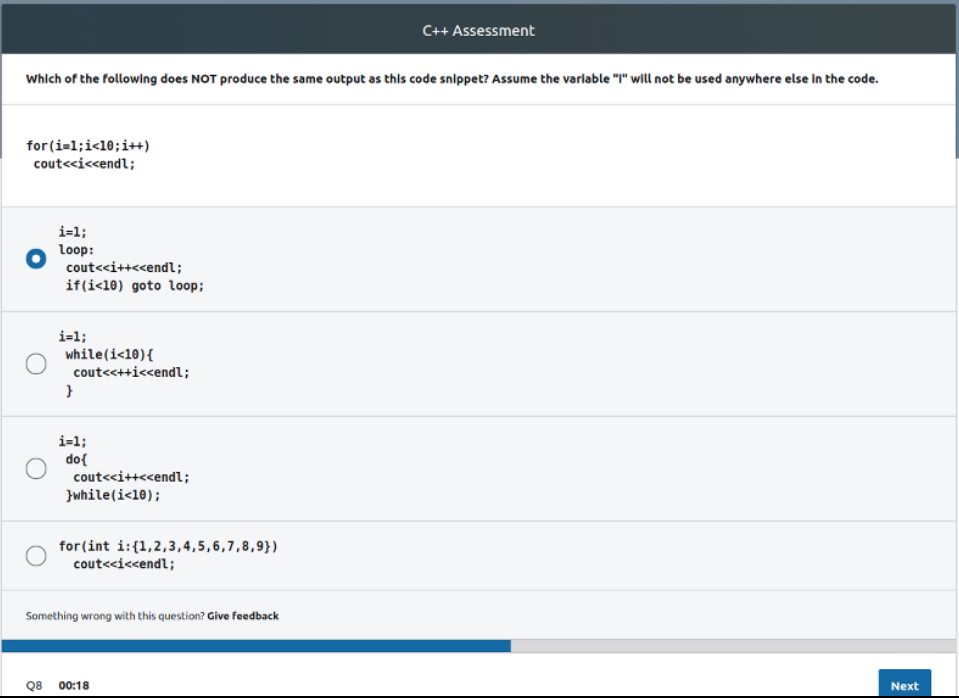 C++ Assessment
Which of the following does NOT produce the same output as this code snippet? Assume the variable "i" will not be used anywhere else in the code.
for(i=1;i<10;i++)
cout<<i<<endl;
i=1;
loop:
cout<<i++<<endl;
if(i<10) goto loop;
i=1;
while(i<10){
cout<<++i<<endl;
}
i=1;
do{
cout<<i++<<endl;
}while(i<10);
for(int i:{1,2,3,4,5,6,7,8,9})
cout<<i<<endl;
Something wrong with this question? Give feedback
Q8 00:18
Next